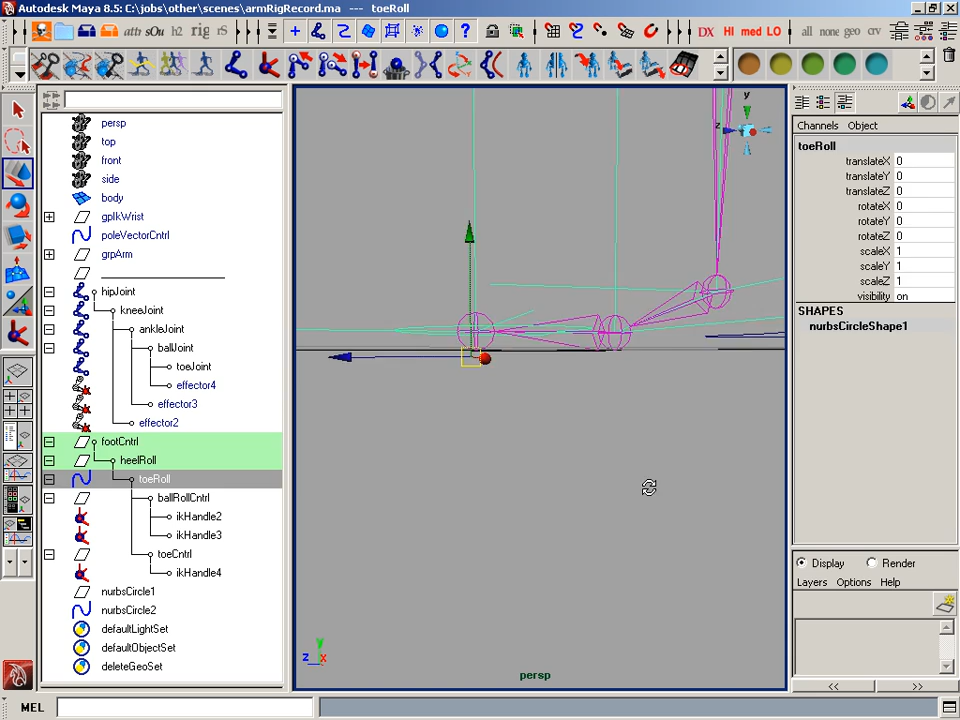 Autodesk Maya 8.5: C:\jobs\other\scenes\armRigRecord.ma --- toeRoll
attr sOu h2 rig rS
DX HI med LO
all none geo crv
persp
top
front
side
body
gpIkWrist
poleVectorCntrl
grpArm
hipJoint
kneeJoint
ankleJoint
ballJoint
toeJoint
effector4
effector3
effector2
footCntrl
heelRoll
toeRoll
ballRollCntrl
ikHandle2
ikHandle3
toeCntrl
ikHandle4
nurbsCircle1
nurbsCircle2
defaultLightSet
defaultObjectSet
deleteGeoSet
y
z
y
z x
persp
Channels Object
toeRoll
translateX 0
translateY 0
translateZ 0
rotateX 0
rotateY 0
rotateZ 0
scaleX 1
scaleY 1
scaleZ 1
visibility on
SHAPES
nurbsCircleShape1
Display Render
Layers Options Help
<< >>
MEL